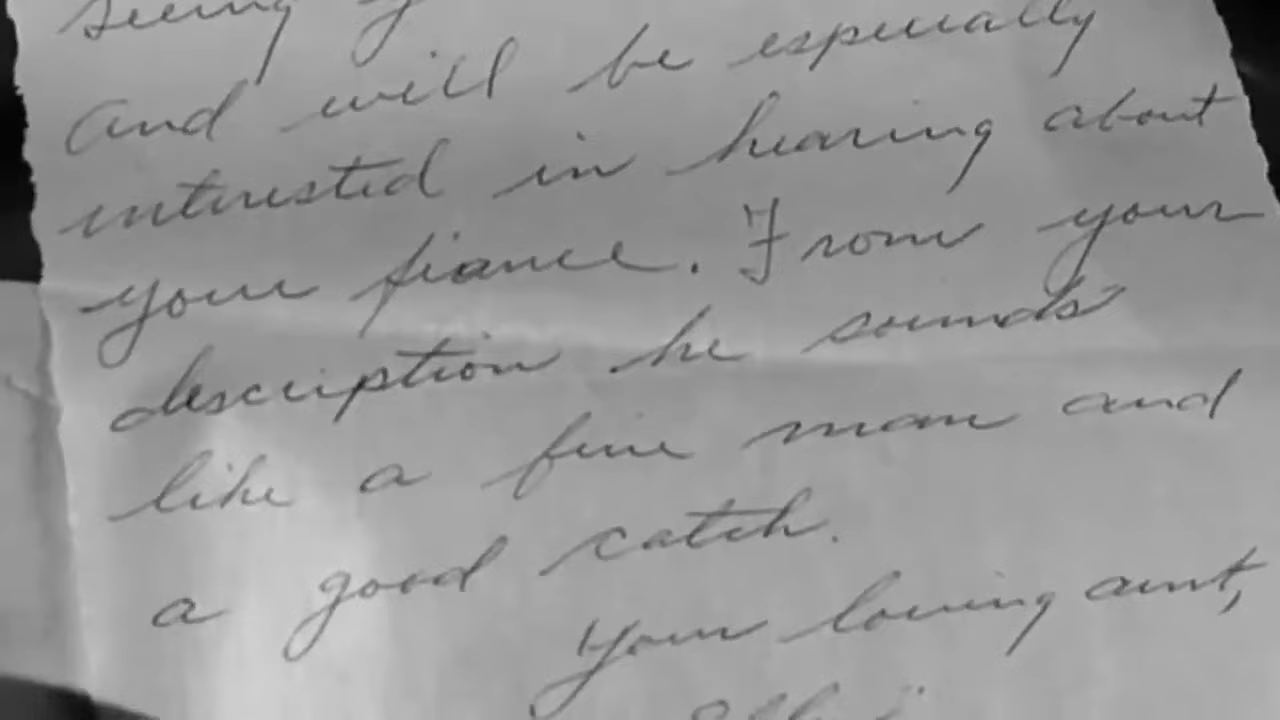 seeing
and will be especially
interested in hearing about
your fiance. From your
description he sounds
like a fine man and
a good catch.
Your loving aunt,